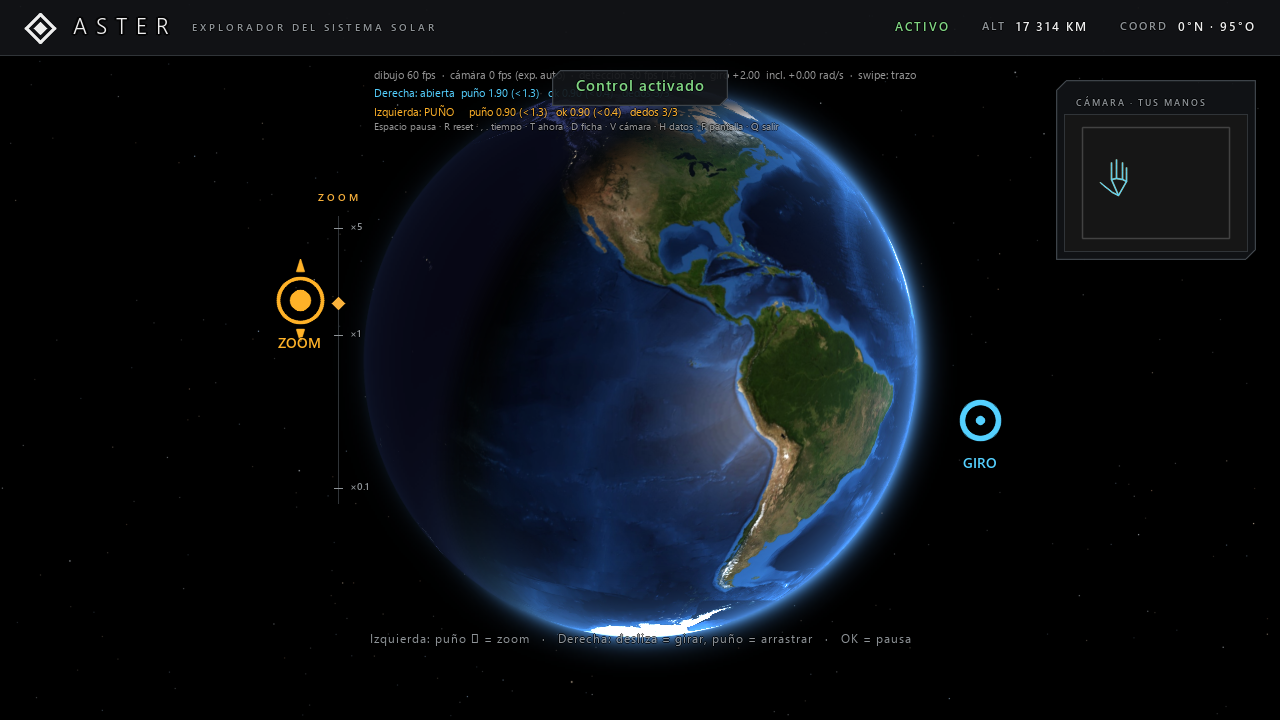 ASTER EXPLORADOR DEL SISTEMA SOLAR
ACTIVO ALT 17 314 KM COORD 0°N · 95°O
dibujo 60 fps · cámara 0 fps (exp. +2.00 incl. +0.00 rad/s · swipe: trazo
Control activado
Derecha: abierta puño 1.90 (<1.3)
Izquierda: PUÑO puño 0.90 (<1.3) ok 0.90 (<0.4) dedos 3/3
Espacio pausa · R reset · , . tiempo · T ahora · D ficha · V cámara · H datos · F pantalla · Q salir
CÁMARA · TUS MANOS
ZOOM
×5
×1
ZOOM
×0.1
GIRO
Izquierda: puño = zoom · Derecha: desliza = girar, puño = arrastrar · OK = pausa